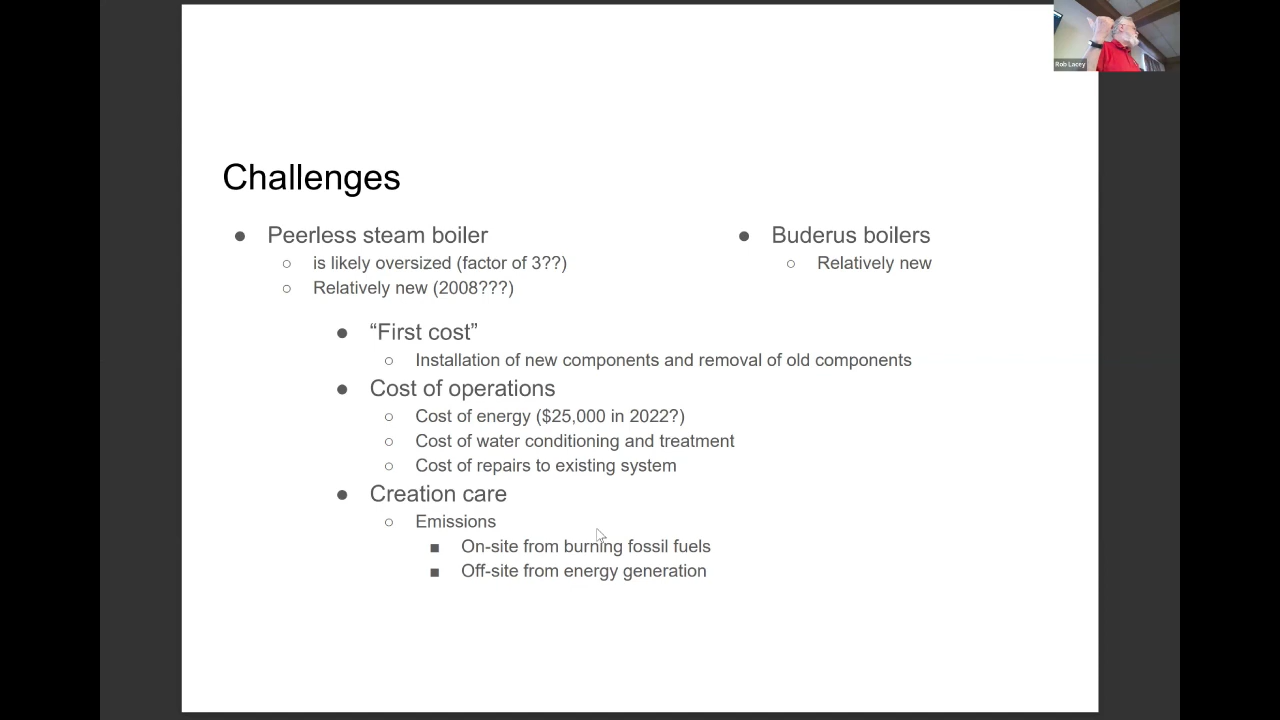 Rob Lacey
Challenges
● Peerless steam boiler
○ is likely oversized (factor of 3??)
○ Relatively new (2008???)
● Buderus boilers
○ Relatively new
● “First cost”
○ Installation of new components and removal of old components
● Cost of operations
○ Cost of energy ($25,000 in 2022?)
○ Cost of water conditioning and treatment
○ Cost of repairs to existing system
● Creation care
○ Emissions
■ On-site from burning fossil fuels
■ Off-site from energy generation